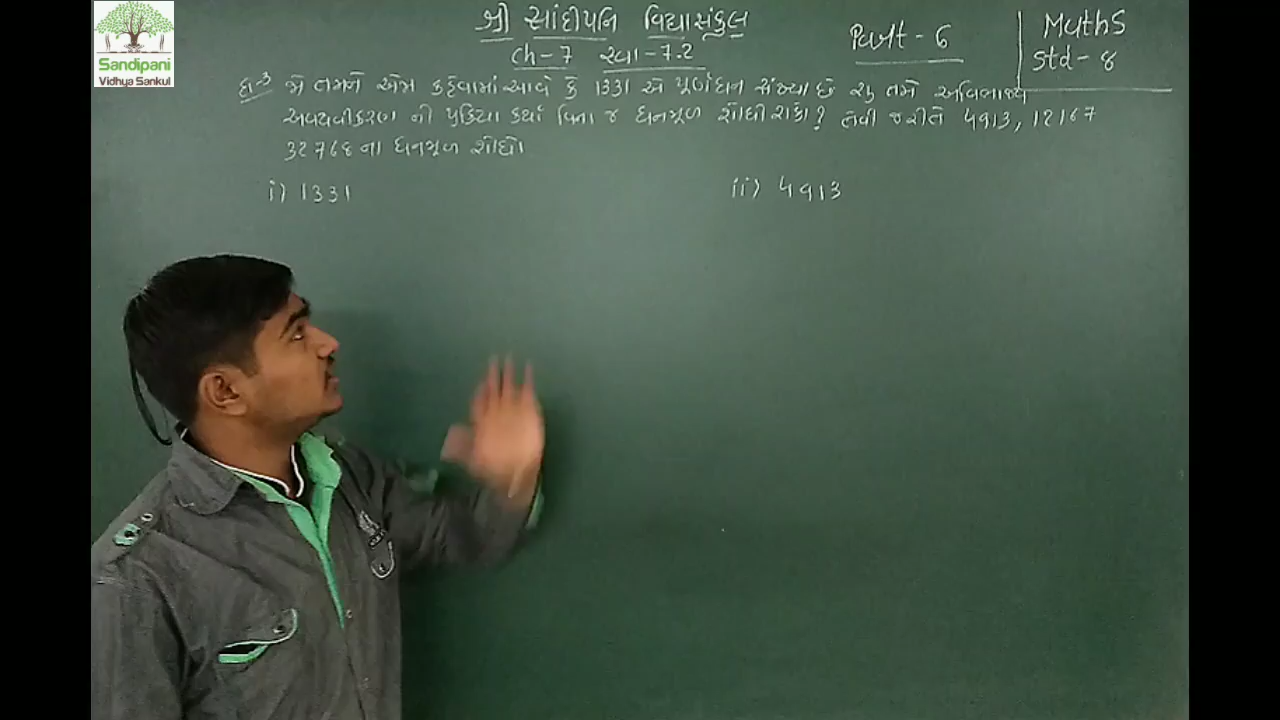 Sandipani
Vidhya Sankul
શ્રી સાંદીપનિ વિદ્યાસંકુલ
ch-7 સ્વા-7.2
Part-6
Maths
Std-8
દા-3 જો તમને એમ કહેવામાં આવે કે 1331 એ પૂર્ણઘન સંખ્યા છે શું તમે અવિભાજ્ય
અવયવીકરણ ની પ્રક્રિયા કર્યા વિના જ ઘનમૂળ શોધી શકો? તેવી જ રીતે 4913, 12167
32768 ના ઘનમૂળ શોધો
i) 1331
ii) 4913